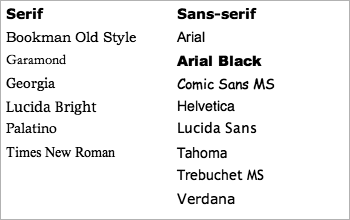 Serif Sans-serif
Bookman Old Style Arial
Garamond Arial Black
Georgia Comic Sans MS
Lucida Bright Helvetica
Palatino Lucida Sans
Times New Roman Tahoma
Trebuchet MS
Verdana